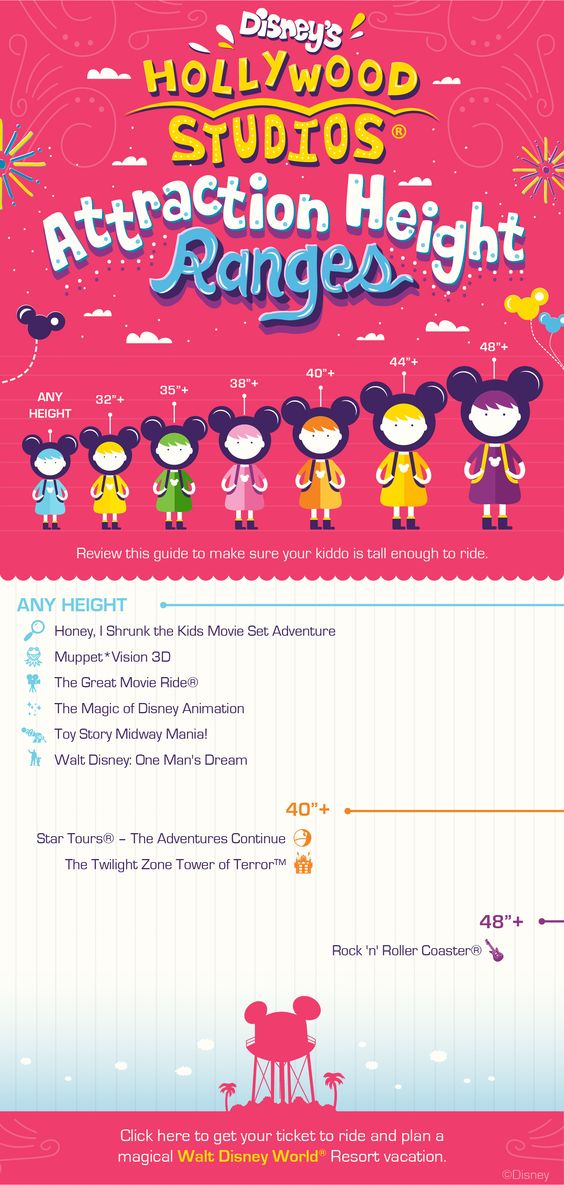 Disney's
HOLLYWOOD
STUDIOS®
Attraction Height
Ranges
ANY
HEIGHT
32"+
35"+
38"+
40"+
44"+
48"+
Review this guide to make sure your kiddo is tall enough to ride.
ANY HEIGHT
Honey, I Shrunk the Kids Movie Set Adventure
Muppet*Vision 3D
The Great Movie Ride®
The Magic of Disney Animation
Toy Story Midway Mania!
Walt Disney: One Man's Dream
40"+
Star Tours® – The Adventures Continue
The Twilight Zone Tower of Terror™
48"+
Rock 'n' Roller Coaster®
Click here to get your ticket to ride and plan a
magical Walt Disney World® Resort vacation.
©Disney